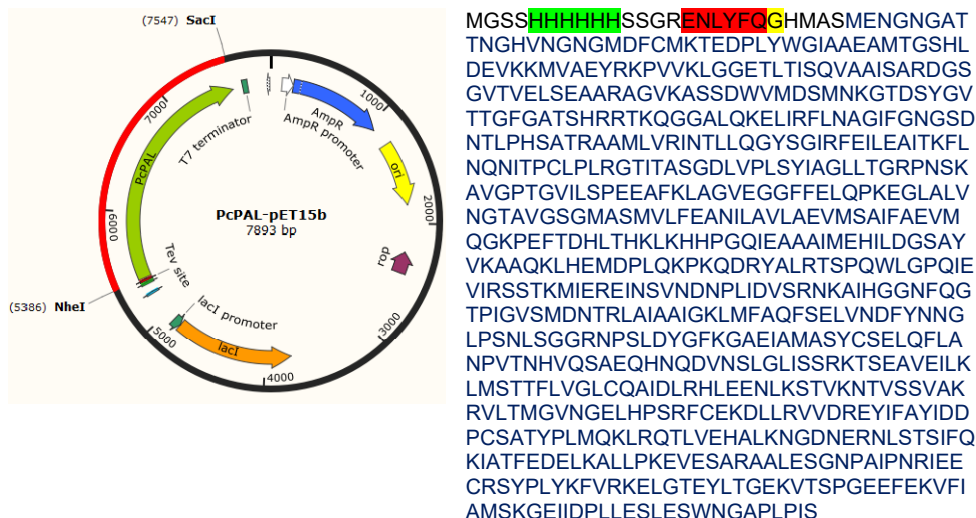 (7547) SacI
7000
1000
AmpR
AmpR promoter
T7 terminator
PcPAL
ori
2000
PcPAL-pET15b
7893 bp
6000
rop
Tev site
(5386) NheI
lacI promoter
3000
5000
lacI
4000
MGSSHHHHHHSSGRENLYFQGHMASMENGNGAT
TNGHVNGNGMDFCMKTEDPLYWGIAAEAMTGSHL
DEVKKMVAEYRKPVVKLGGETLTISQVAAISARDGS
GVTVELSEAARAGVKASSDWVMDSMNKGTDSYGV
TTGFGATSHRRTKQGGALQKELIRFLNAGIFGNGSD
NTLPHSATRAAMLVRINTLLQGYSGIRFEILEAITKFL
NQNITPCLPLRGTITASGDLVPLSYIAGLLTGRPNSK
AVGPTGVILSPEEAFKLAGVEGGFFELQPKEGLALV
NGTAVGSGMASMVLFEANILAVLAEVMSAIFAEVM
QGKPEFTDHLTHKLKHHPGQIEAAAIMEHILDGSAY
VKAAQKLHEMDPLQKPKQDRYALRTSPQWLGPQIE
VIRSSTKMIEREINSVNDNPLIDVSRNKAIHGGNFQG
TPIGVSMDNTRLAIAAIGKLMFAQFSELVNDFYNNG
LPSNLSGGRNPSLDYGFKGAEIAMASYCSELQFLA
NPVTNHVQSAEQHNQDVNSLGLISSRKTSEAVEILK
LMSTTFLVGLCQAIDLRHLEENLKSTVKNTVSSVAK
RVLTMGVNGELHPSRFCEKDLLRVVDREYIFAYIDD
PCSATYPLMQKLRQTLVEHALKNGDNERNLSTSIFQ
KIATFEDELKALLPKEVESARAALESGNPAIPNRIEE
CRSYPLYKFVRKELGTEYLTGEKVTSPGEEFEKVFI
AMSKGEIIDPLLESLESWNGAPLPIS